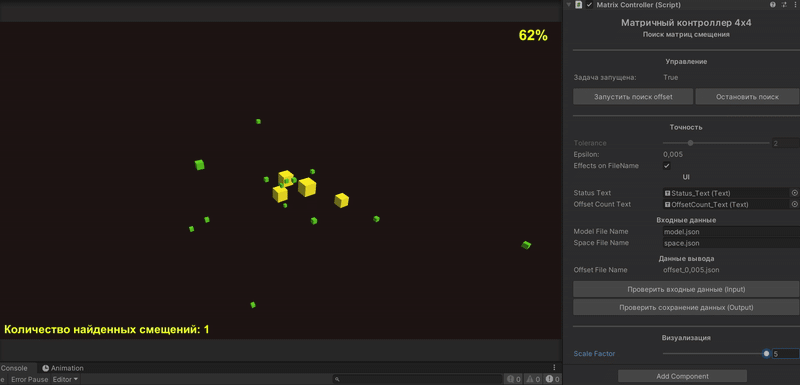 62%
Количество найденных смещений: 1
Console
Animation
e Error Pause Editor
0 0 0
Matrix Controller (Script)
Матричный контроллер 4x4
Поиск матриц смещения
Управление
Задача запущена: True
Запустить поиск offset Остановить поиск
Точность
Tolerance 2
Epsilon: 0,005
Effects on FileName
UI
Status Text Status_Text (Text)
Offset Count Text OffsetCount_Text (Text)
Входные данные
Model File Name model.json
Space File Name space.json
Данные вывода
Offset File Name offset_0,005.json
Проверить входные данные (Input)
Проверить сохранение данных (Output)
Визуализация
Scale Factor 5
Add Component